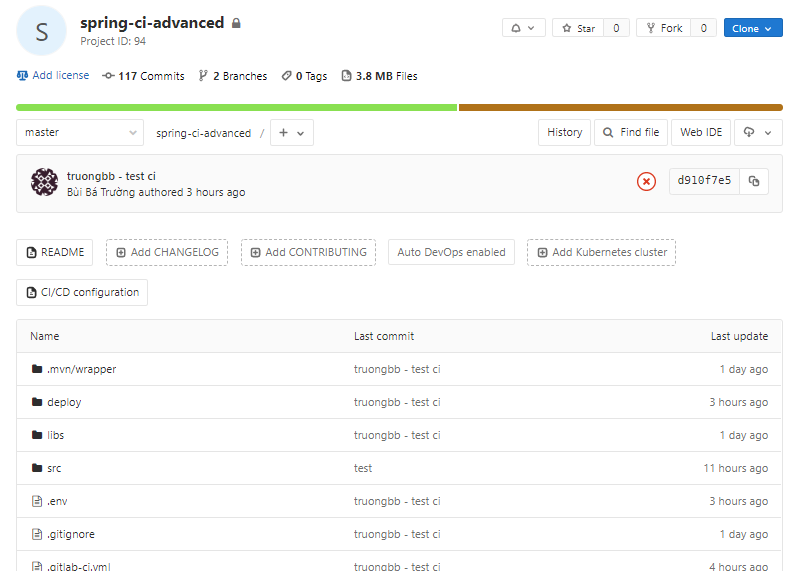 S
spring-ci-advanced
Project ID: 94
Star 0
Fork 0
Clone
Add license 117 Commits 2 Branches 0 Tags 3.8 MB Files
master spring-ci-advanced / + History Find file Web IDE
truongbb - test ci
Bùi Bá Trường authored 3 hours ago
d910f7e5
README Add CHANGELOG Add CONTRIBUTING Auto DevOps enabled Add Kubernetes cluster
CI/CD configuration
Name Last commit Last update
.mvn/wrapper truongbb - test ci 1 day ago
deploy truongbb - test ci 3 hours ago
libs truongbb - test ci 1 day ago
src test 11 hours ago
.env truongbb - test ci 3 hours ago
.gitignore truongbb - test ci 1 day ago
.gitlab-ci.yml truongbb - test ci 4 hours ago